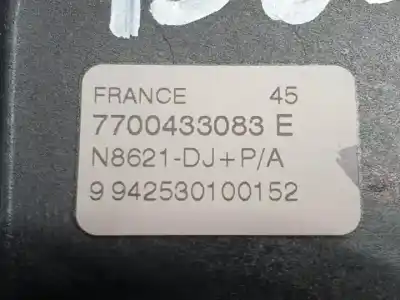 FRANCE 45
7700433083 E
N8621-DJ+P/A
9 942530100152